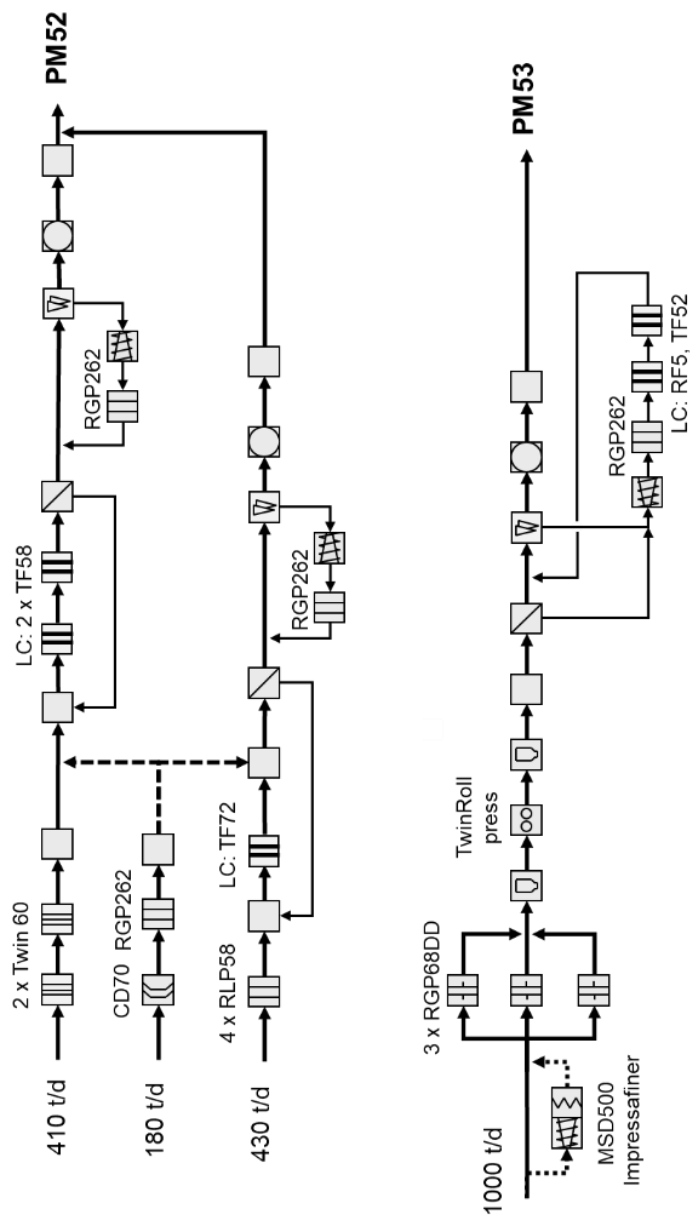 PM52
RGP262
LC: 2 x TF58
2 x Twin 60
410 t/d
CD70
RGP262
180 t/d
RGP262
LC: TF72
4 x RLP58
430 t/d
PM53
RGP262
LC: RF5, TF52
TwinRoll
press
3 x RGP68DD
1000 t/d
MSD500
Impressafiner